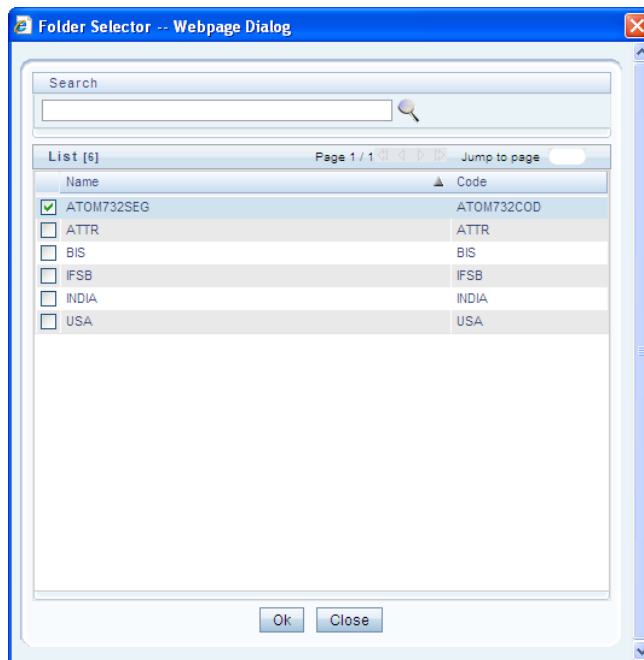 Folder Selector -- Webpage Dialog
Search
List [6] Page 1 / 1 Jump to page
Name Code
ATOM732SEG ATOM732COD
ATTR ATTR
BIS BIS
IFSB IFSB
INDIA INDIA
USA USA
Ok Close